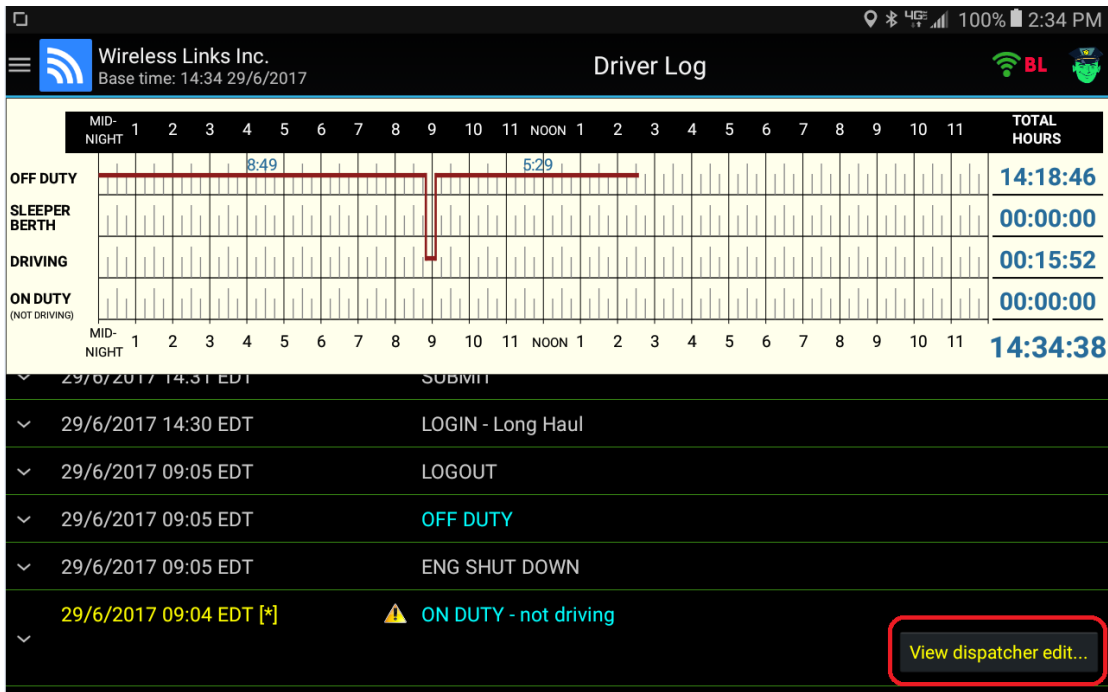 4G 100% 2:34 PM
Wireless Links Inc.
Base time: 14:34 29/6/2017
Driver Log
BL
MID-
NIGHT 1 2 3 4 5 6 7 8 9 10 11 NOON 1 2 3 4 5 6 7 8 9 10 11
TOTAL
HOURS
8:49 5:29
OFF DUTY 14:18:46
SLEEPER
BERTH 00:00:00
DRIVING 00:15:52
ON DUTY
(NOT DRIVING) 00:00:00
MID-
NIGHT 1 2 3 4 5 6 7 8 9 10 11 NOON 1 2 3 4 5 6 7 8 9 10 11
14:34:38
29/6/2017 14:31 EDT SUBMIT
29/6/2017 14:30 EDT LOGIN - Long Haul
29/6/2017 09:05 EDT LOGOUT
29/6/2017 09:05 EDT OFF DUTY
29/6/2017 09:05 EDT ENG SHUT DOWN
29/6/2017 09:04 EDT [*] ON DUTY - not driving
View dispatcher edit...